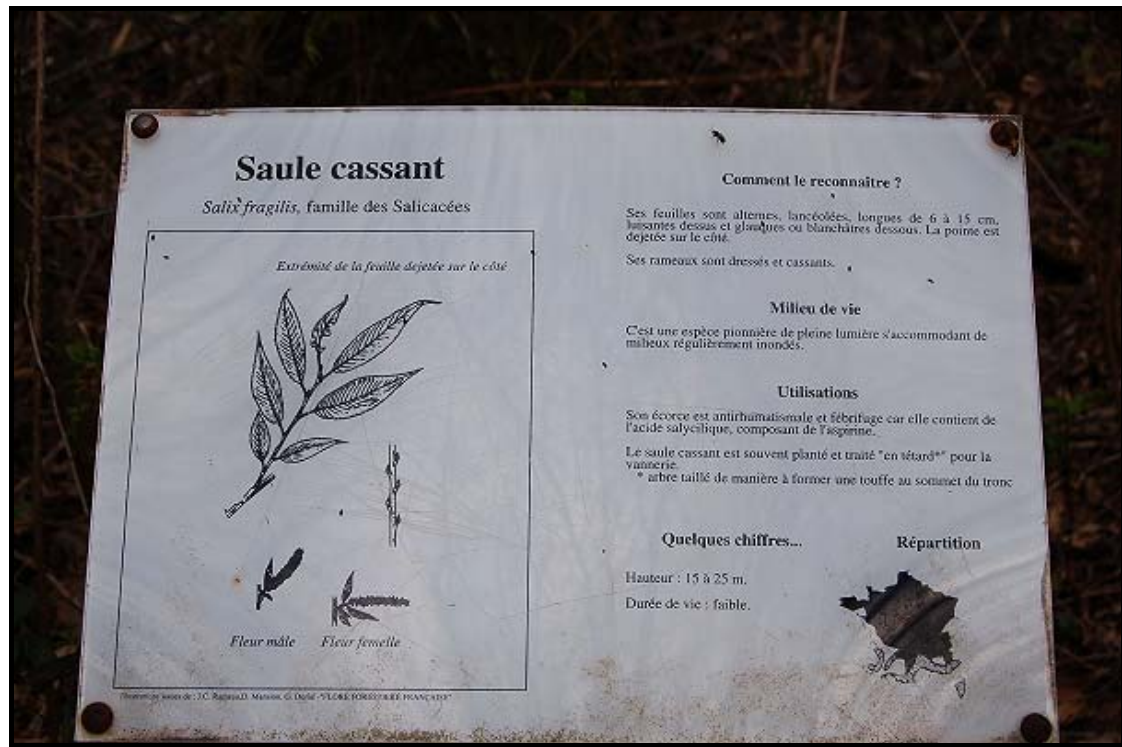 Saule cassant
Salix fragilis, famille des Salicacées
Extrémité de la feuille dejetée sur le côté
Fleur mâle
Fleur femelle
J.C. Rameau, D. Mansion, G. Dumé -"FLORE FORESTIERE FRANÇAISE"
Comment le reconnaître ?
Ses feuilles sont alternes, lancéolées, longues de 6 à 15 cm,
luisantes dessus et glauques ou blanchâtres dessous. La pointe est
dejetée sur le côté.
Ses rameaux sont dressés et cassants.
Milieu de vie
C'est une espèce pionnière de pleine lumière s'accommodant de
milieux régulièrement inondés.
Utilisations
Son écorce est antirhumatismale et fébrifuge car elle contient de
l'acide salycilique, composant de l'aspirine.
Le saule cassant est souvent planté et traité "en tétard*" pour la
vannerie.
* arbre taillé de manière à former une touffe au sommet du tronc
Quelques chiffres...
Hauteur : 15 à 25 m.
Durée de vie : faible.
Répartition